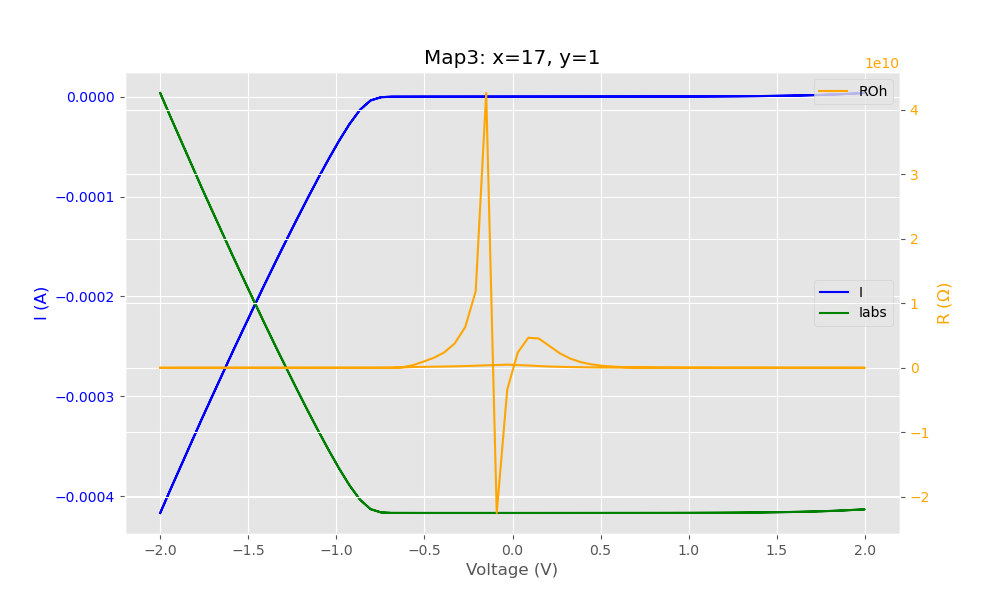 Map3: x=17, y=1
1e10
0.0000
−0.0001
−0.0002
−0.0003
−0.0004
I (A)
ROh
I
Iabs
4
3
2
1
0
−1
−2
R (Ω)
−2.0 −1.5 −1.0 −0.5 0.0 0.5 1.0 1.5 2.0
Voltage (V)